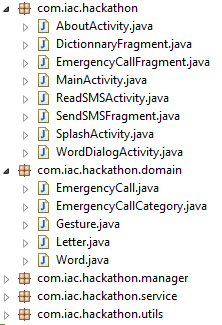 com.iac.hackathon
AboutActivity.java
DictionnaryFragment.java
EmergencyCallFragment.java
MainActivity.java
ReadSMSActivity.java
SendSMSFragment.java
SplashActivity.java
WordDialogActivity.java
com.iac.hackathon.domain
EmergencyCall.java
EmergencyCallCategory.java
Gesture.java
Letter.java
Word.java
com.iac.hackathon.manager
com.iac.hackathon.service
com.iac.hackathon.utils